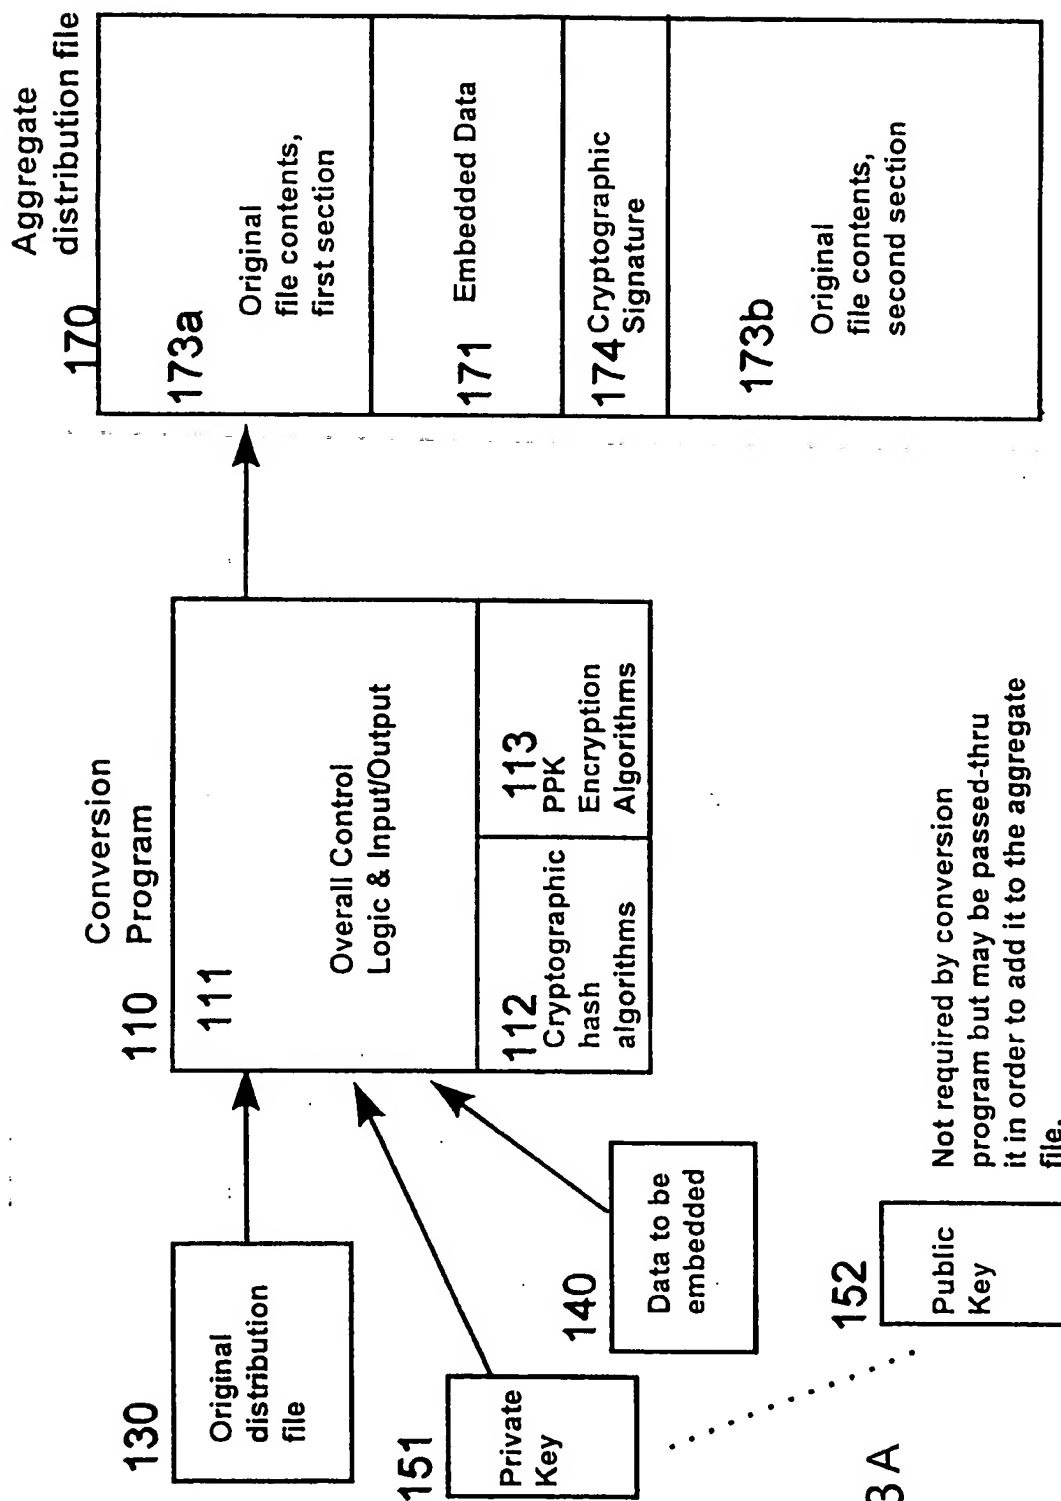 130
Original
distribution
file
151
Private
Key
140
Data to be
embedded
152
Public
Key
Not required by conversion
program but may be passed-thru
it in order to add it to the aggregate
file.
Conversion
110 Program
111
Overall Control
Logic & Input/Output
112
Cryptographic
hash
algorithms
113
PPK
Encryption
Algorithms
Aggregate
distribution file
170
173a
Original
file contents,
first section
171 Embedded Data
174 Cryptographic
Signature
173b
Original
file contents,
second section
3 A